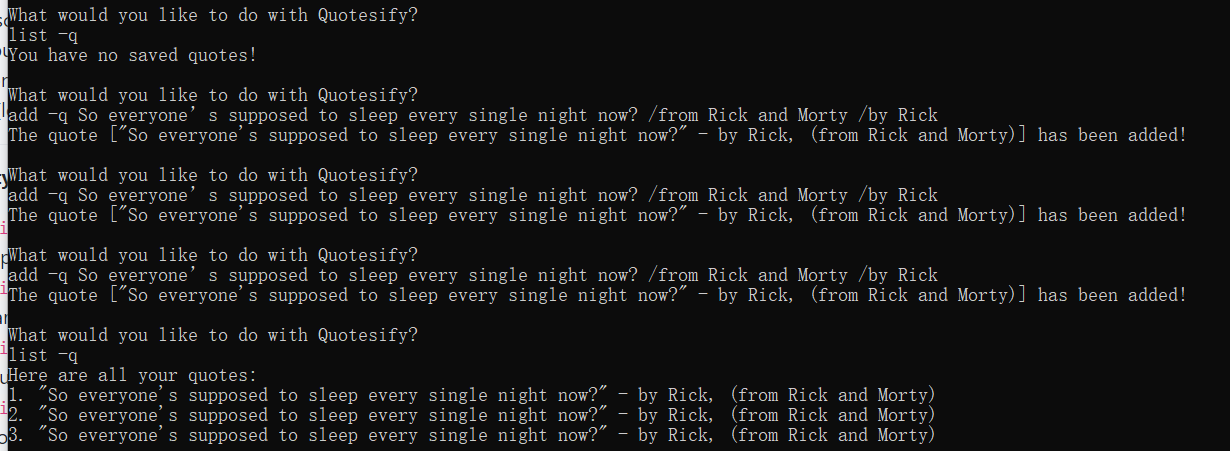 What would you like to do with Quotesify?
list -q
You have no saved quotes!
What would you like to do with Quotesify?
add -q So everyone’s supposed to sleep every single night now? /from Rick and Morty /by Rick
The quote ["So everyone's supposed to sleep every single night now?" - by Rick, (from Rick and Morty)] has been added!
What would you like to do with Quotesify?
add -q So everyone’s supposed to sleep every single night now? /from Rick and Morty /by Rick
The quote ["So everyone's supposed to sleep every single night now?" - by Rick, (from Rick and Morty)] has been added!
What would you like to do with Quotesify?
add -q So everyone’s supposed to sleep every single night now? /from Rick and Morty /by Rick
The quote ["So everyone's supposed to sleep every single night now?" - by Rick, (from Rick and Morty)] has been added!
What would you like to do with Quotesify?
list -q
Here are all your quotes:
1. "So everyone's supposed to sleep every single night now?" - by Rick, (from Rick and Morty)
2. "So everyone's supposed to sleep every single night now?" - by Rick, (from Rick and Morty)
3. "So everyone's supposed to sleep every single night now?" - by Rick, (from Rick and Morty)